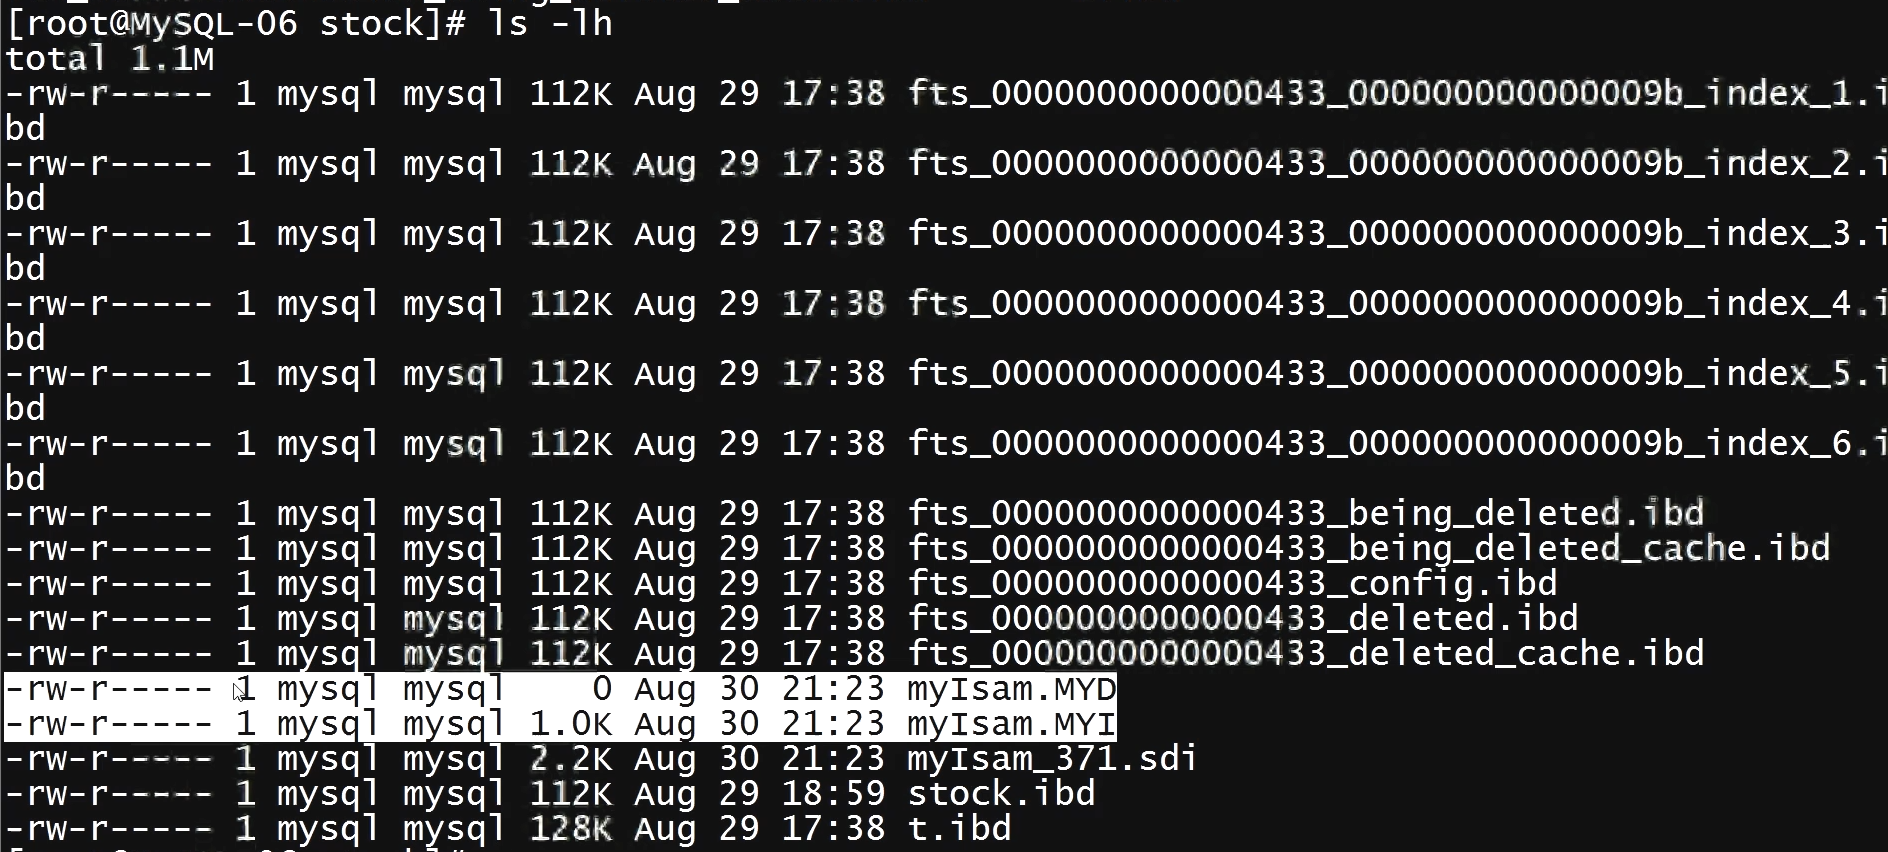 [root@MySQL-06 stock]# ls -lh
total 1.1M
-rw-r----- 1 mysql mysql 112K Aug 29 17:38 fts_0000000000000433_000000000000009b_index_1.i
bd
-rw-r----- 1 mysql mysql 112K Aug 29 17:38 fts_0000000000000433_000000000000009b_index_2.i
bd
-rw-r----- 1 mysql mysql 112K Aug 29 17:38 fts_0000000000000433_000000000000009b_index_3.i
bd
-rw-r----- 1 mysql mysql 112K Aug 29 17:38 fts_0000000000000433_000000000000009b_index_4.i
bd
-rw-r----- 1 mysql mysql 112K Aug 29 17:38 fts_0000000000000433_000000000000009b_index_5.i
bd
-rw-r----- 1 mysql mysql 112K Aug 29 17:38 fts_0000000000000433_000000000000009b_index_6.i
bd
-rw-r----- 1 mysql mysql 112K Aug 29 17:38 fts_0000000000000433_being_deleted.ibd
-rw-r----- 1 mysql mysql 112K Aug 29 17:38 fts_0000000000000433_being_deleted_cache.ibd
-rw-r----- 1 mysql mysql 112K Aug 29 17:38 fts_0000000000000433_config.ibd
-rw-r----- 1 mysql mysql 112K Aug 29 17:38 fts_0000000000000433_deleted.ibd
-rw-r----- 1 mysql mysql 112K Aug 29 17:38 fts_0000000000000433_deleted_cache.ibd
-rw-r----- 1 mysql mysql    0 Aug 30 21:23 myIsam.MYD
-rw-r----- 1 mysql mysql 1.0K Aug 30 21:23 myIsam.MYI
-rw-r----- 1 mysql mysql 2.2K Aug 30 21:23 myIsam_371.sdi
-rw-r----- 1 mysql mysql 112K Aug 29 18:59 stock.ibd
-rw-r----- 1 mysql mysql 128K Aug 29 17:38 t.ibd